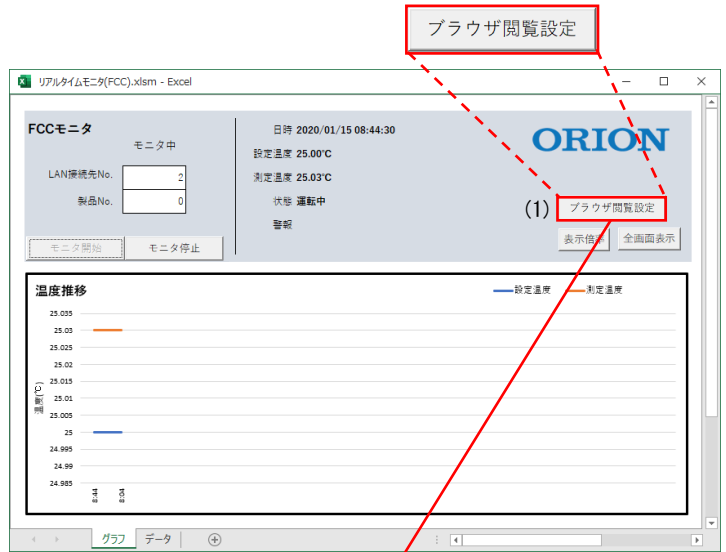 ブラウザ閲覧設定
リアルタイムモニタ(FCC).xlsm - Excel
FCCモニタ
モニタ中
LAN接続先No. 2
製品No. 0
モニタ開始 モニタ停止
日時 2020/01/15 08:44:30
設定温度 25.00℃
測定温度 25.03℃
状態 運転中
警報
ORION
(1) ブラウザ閲覧設定
表示倍率 全画面表示
温度推移
設定温度 測定温度
温度(℃)
25.035
25.03
25.025
25.02
25.015
25.01
25.005
25
24.995
24.99
24.985
8:44 8:04
グラフ データ